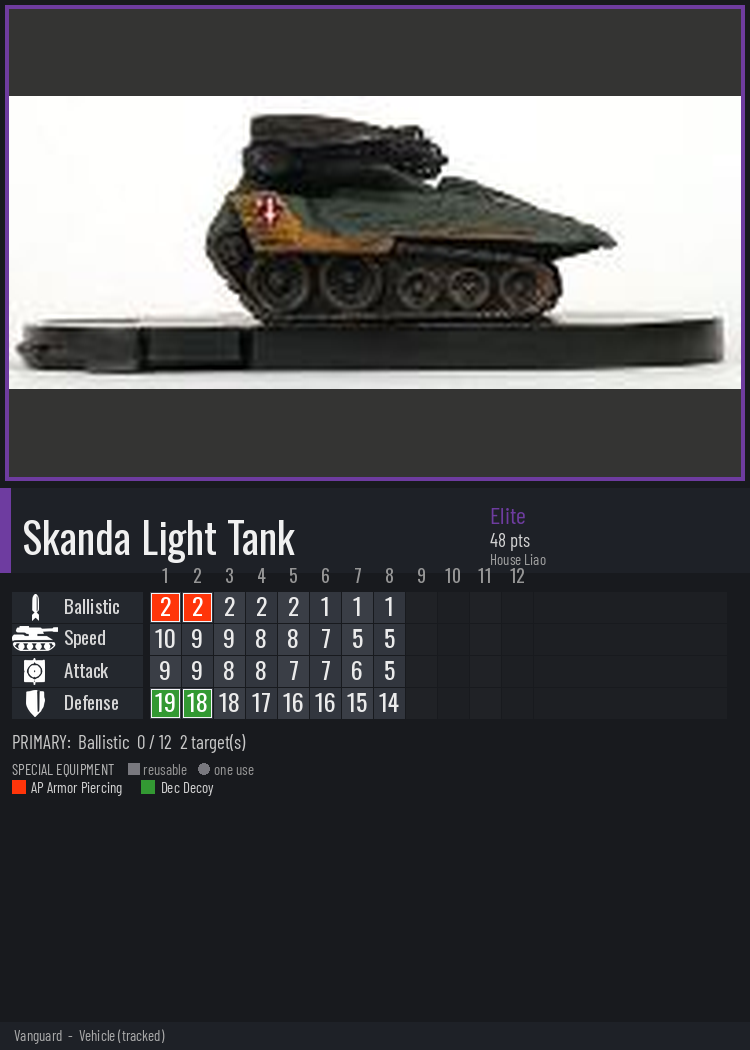 Skanda Light Tank
Elite
48 pts
House Liao
1 2 3 4 5 6 7 8 9 10 11 12
Ballistic 2 2 2 2 2 1 1 1
Speed 10 9 9 8 8 7 5 5
Attack 9 9 8 8 7 7 6 5
Defense 19 18 18 17 16 16 15 14
PRIMARY: Ballistic 0 / 12 2 target(s)
SPECIAL EQUIPMENT reusable one use
AP Armor Piercing Dec Decoy
Vanguard - Vehicle (tracked)